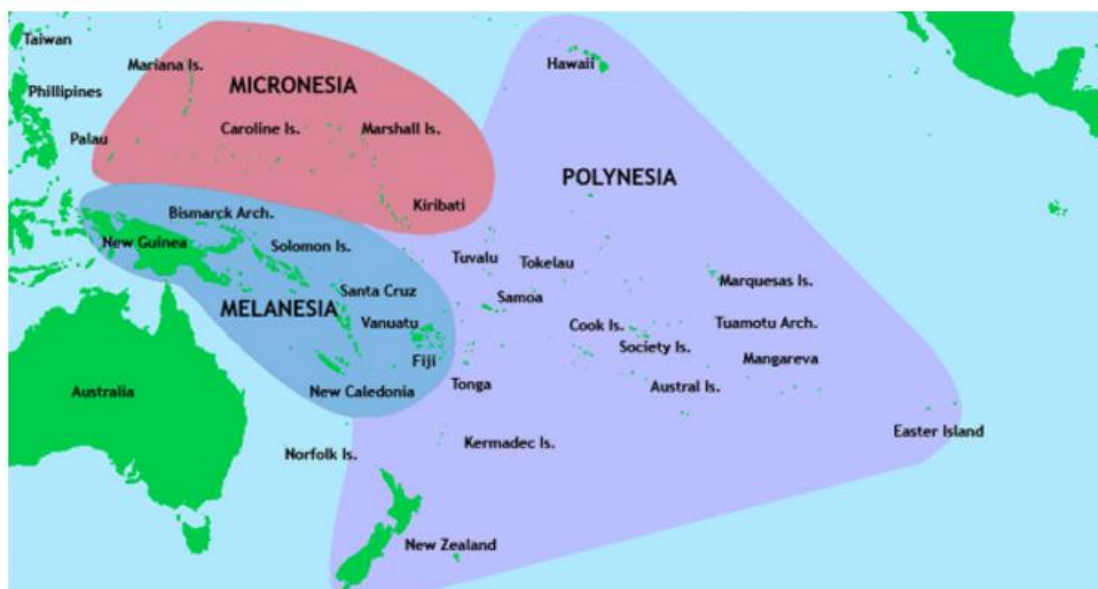 Taiwan
Hawaii
Mariana Is.
MICRONESIA
Phillipines
Caroline Is.
Marshall Is.
Palau
POLYNESIA
Kiribati
Bismarck Arch.
New Guinea
Solomon Is.
Tuvalu
Tokelau
Marquesas Is.
Santa Cruz
Samoa
MELANESIA
Vanuatu
Cook Is.
Tuamotu Arch.
Society Is.
Fiji
Mangareva
Australia
New Caledonia
Tonga
Austral Is.
Easter Island
Kermadec Is.
Norfolk Is.
New Zealand